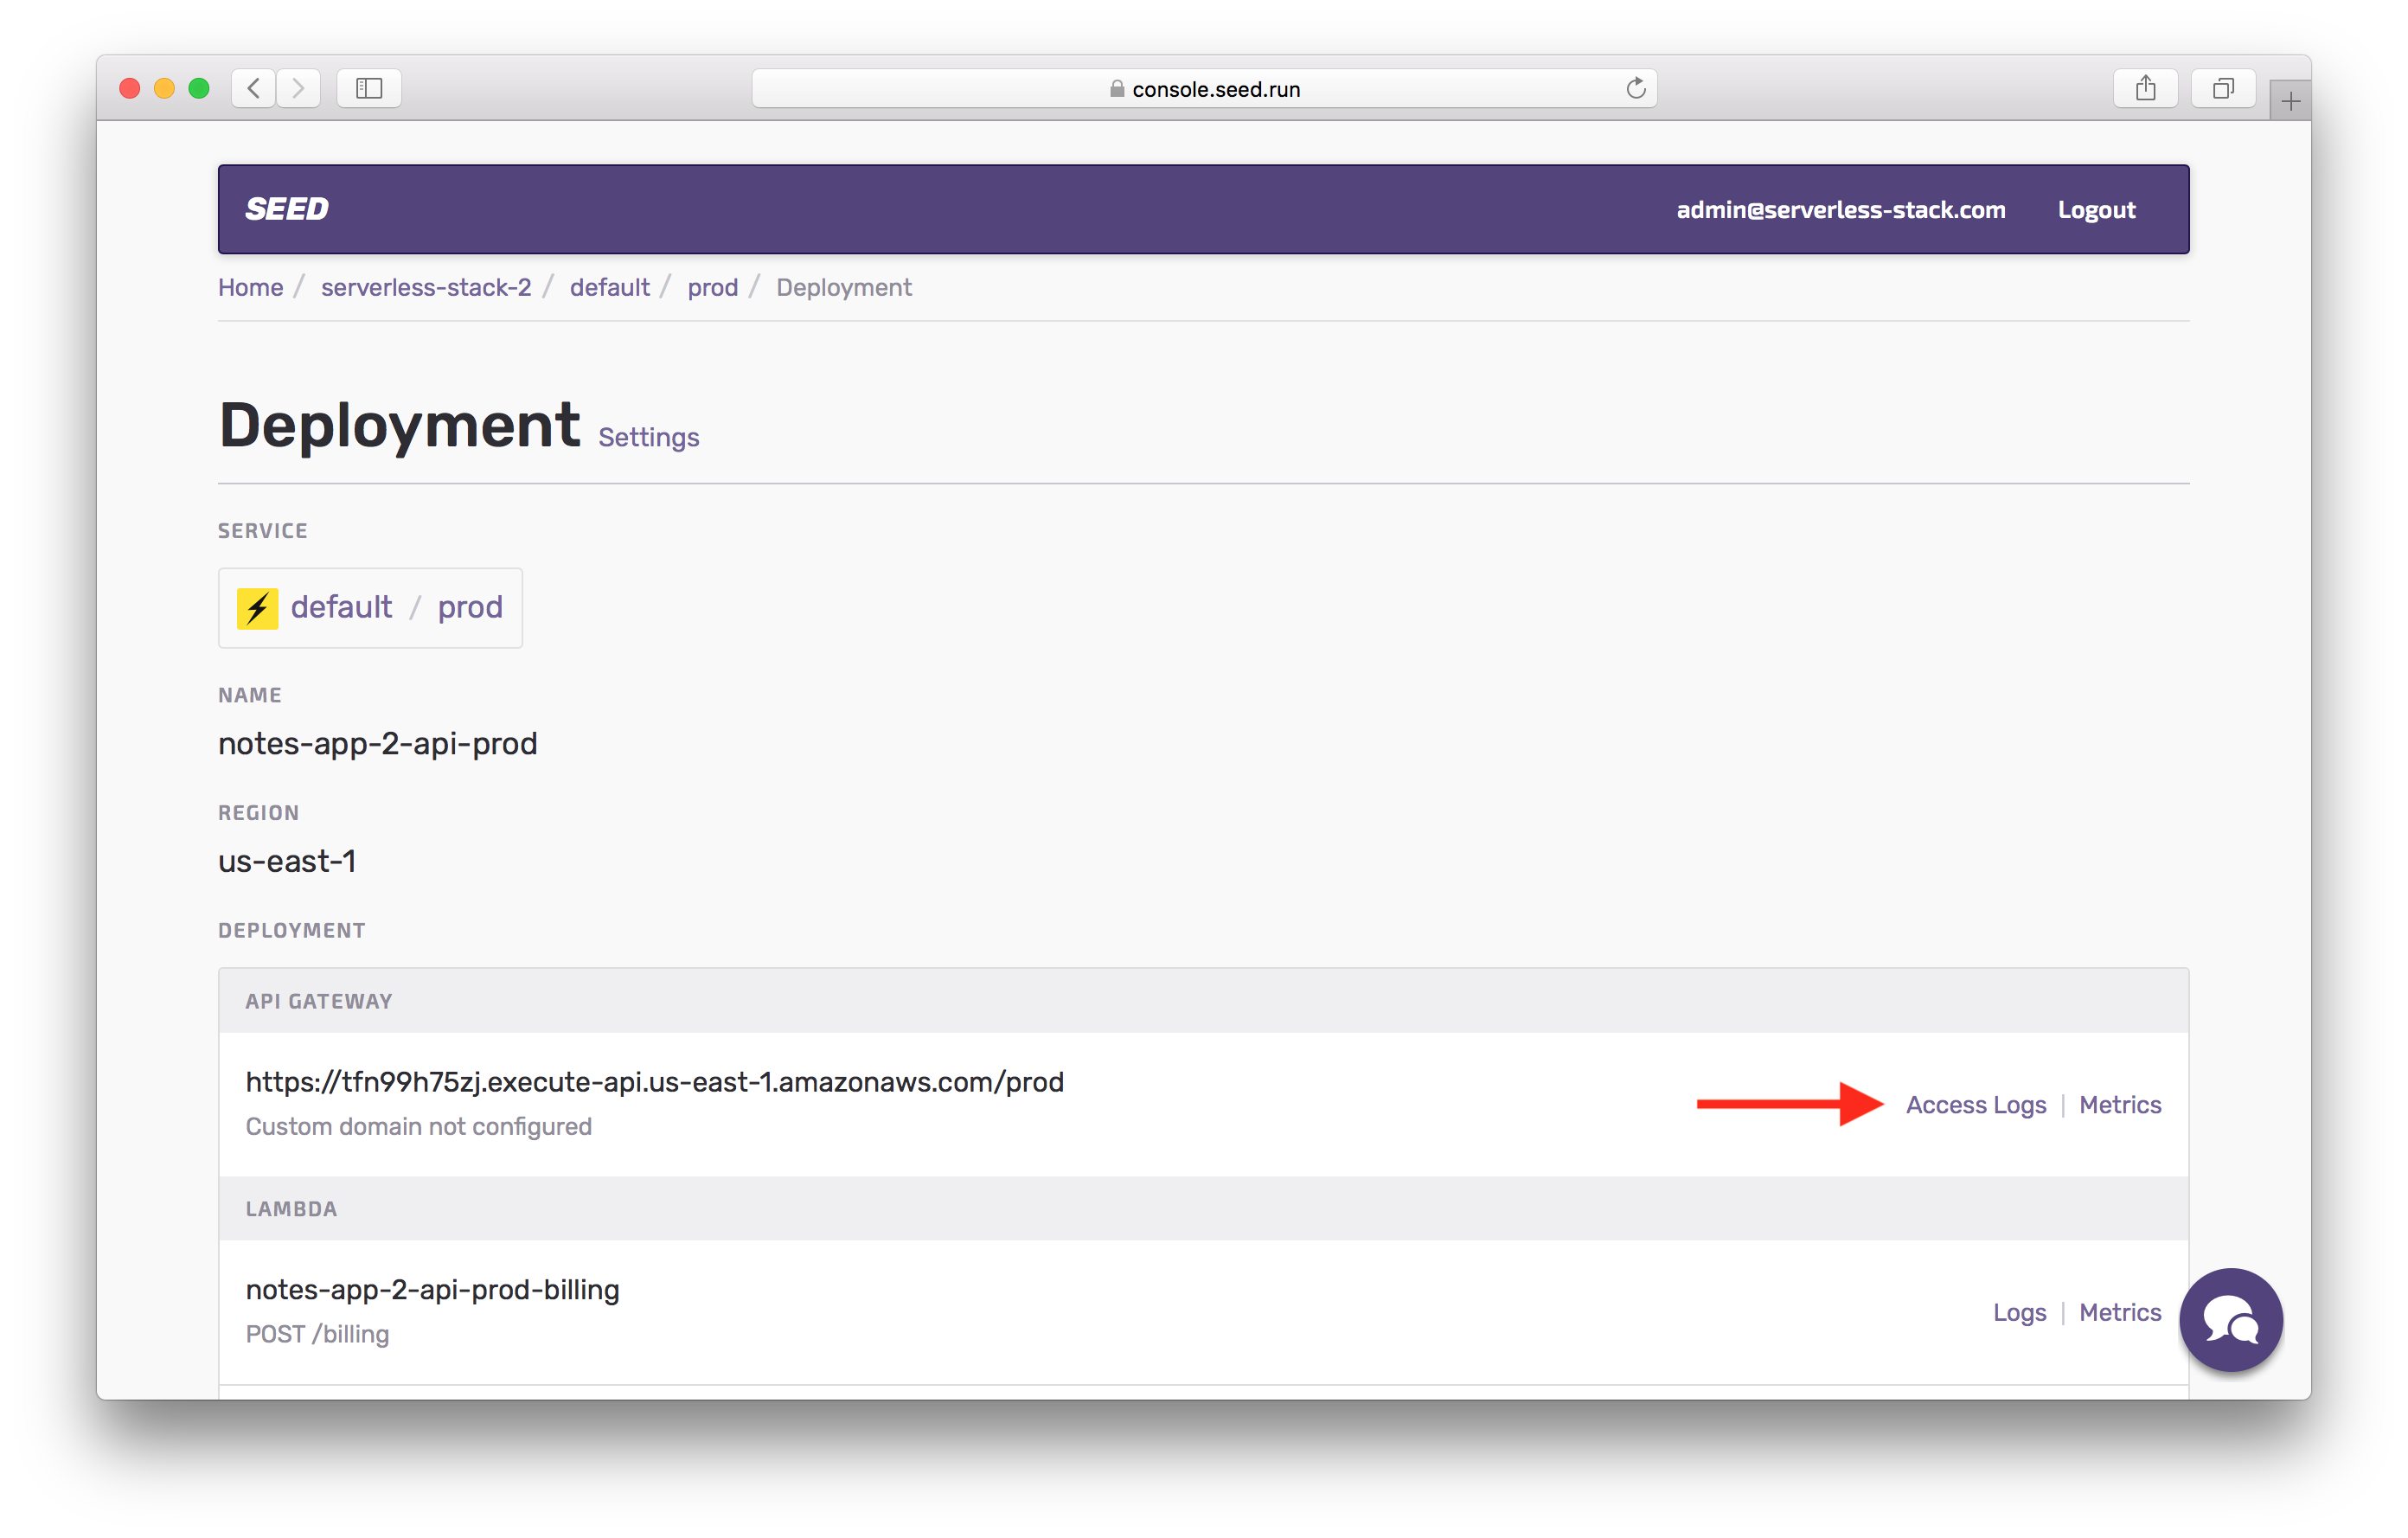 console.seed.run
SEED admin@serverless-stack.com Logout
Home / serverless-stack-2 / default / prod / Deployment
Deployment Settings
SERVICE
default / prod
NAME
notes-app-2-api-prod
REGION
us-east-1
DEPLOYMENT
API GATEWAY
https://tfn99h75zj.execute-api.us-east-1.amazonaws.com/prod
Custom domain not configured
Access Logs | Metrics
LAMBDA
notes-app-2-api-prod-billing
POST /billing
Logs | Metrics